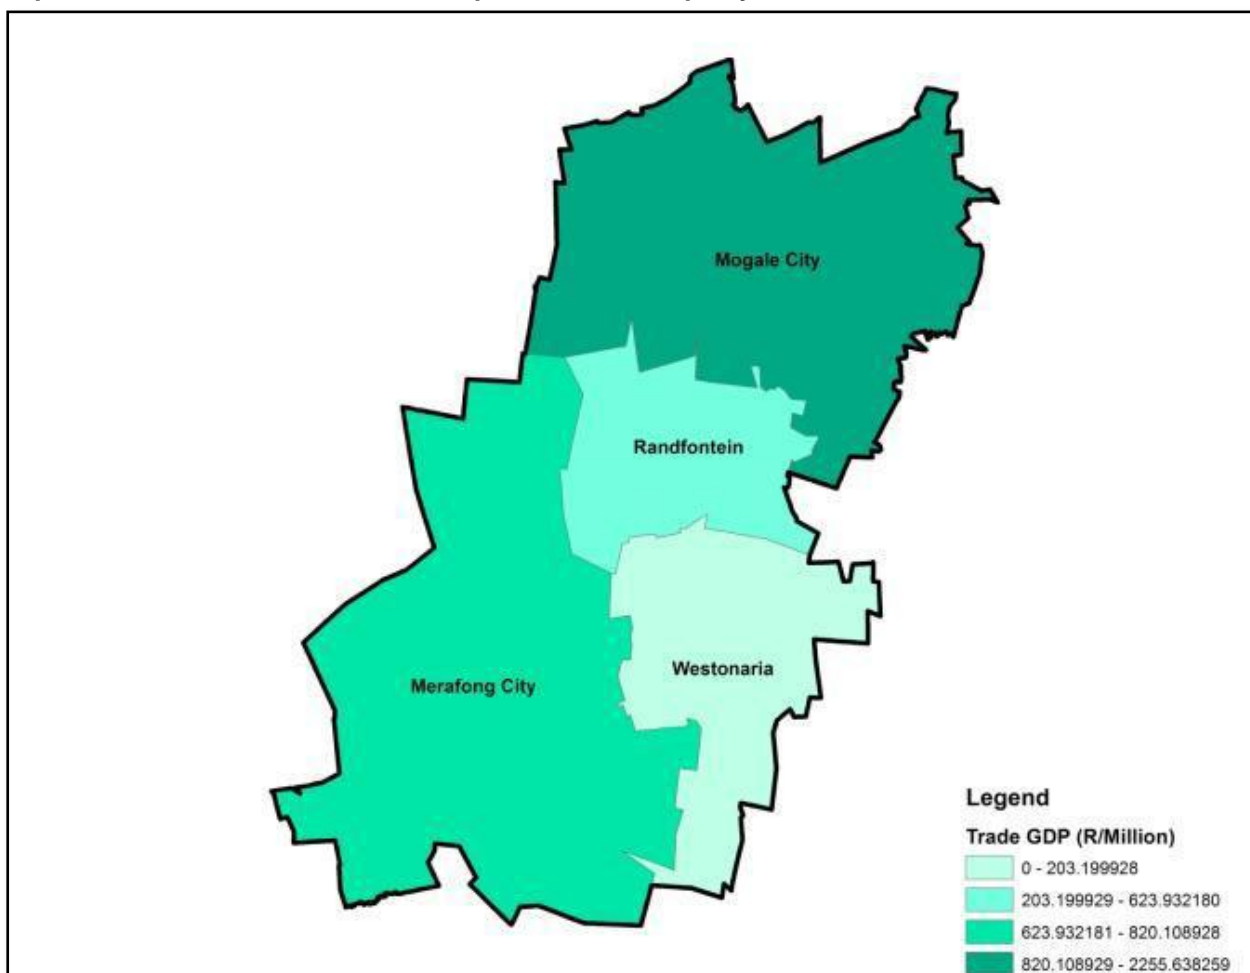 Mogale City
Randfontein
Westonaria
Merafong City
Legend
Trade GDP (R/Million)
0 - 203.199928
203.199929 - 623.932180
623.932181 - 820.108928
820.108929 - 2255.638259